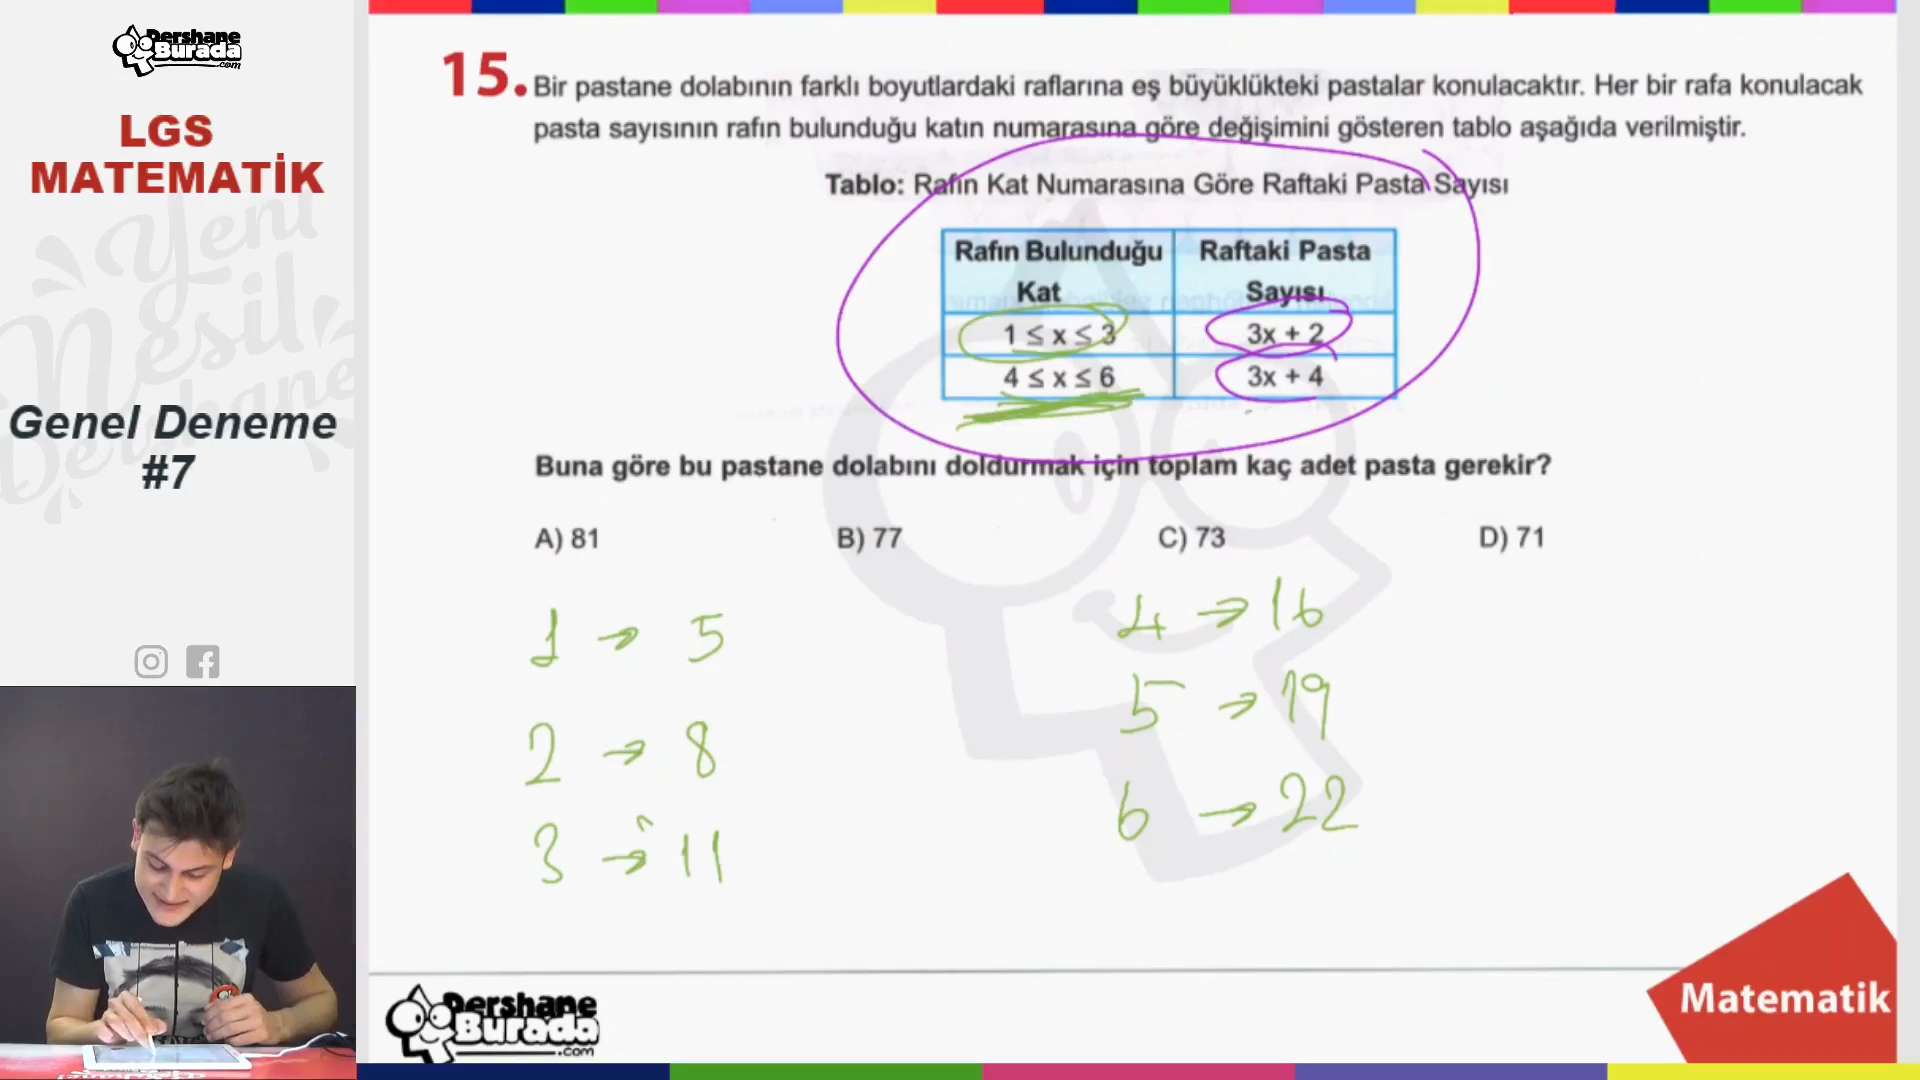 Dershane
Burada
.com
LGS
MATEMATİK
Yeni
Nesil
Dershane
Genel Deneme
#7
15. Bir pastane dolabının farklı boyutlardaki raflarına eş büyüklükteki pastalar konulacaktır. Her bir rafa konulacak
pasta sayısının rafın bulunduğu katın numarasına göre değişimini gösteren tablo aşağıda verilmiştir.
Tablo: Rafın Kat Numarasına Göre Raftaki Pasta Sayısı
Rafın Bulunduğu Kat Raftaki Pasta Sayısı
1 ≤ x ≤ 3 3x + 2
4 ≤ x ≤ 6 3x + 4
Buna göre bu pastane dolabını doldurmak için toplam kaç adet pasta gerekir?
A) 81 B) 77 C) 73 D) 71
1 → 5 4 → 16
2 → 8 5 → 19
3 → 11 6 → 22
Dershane
Burada
.com
Matematik